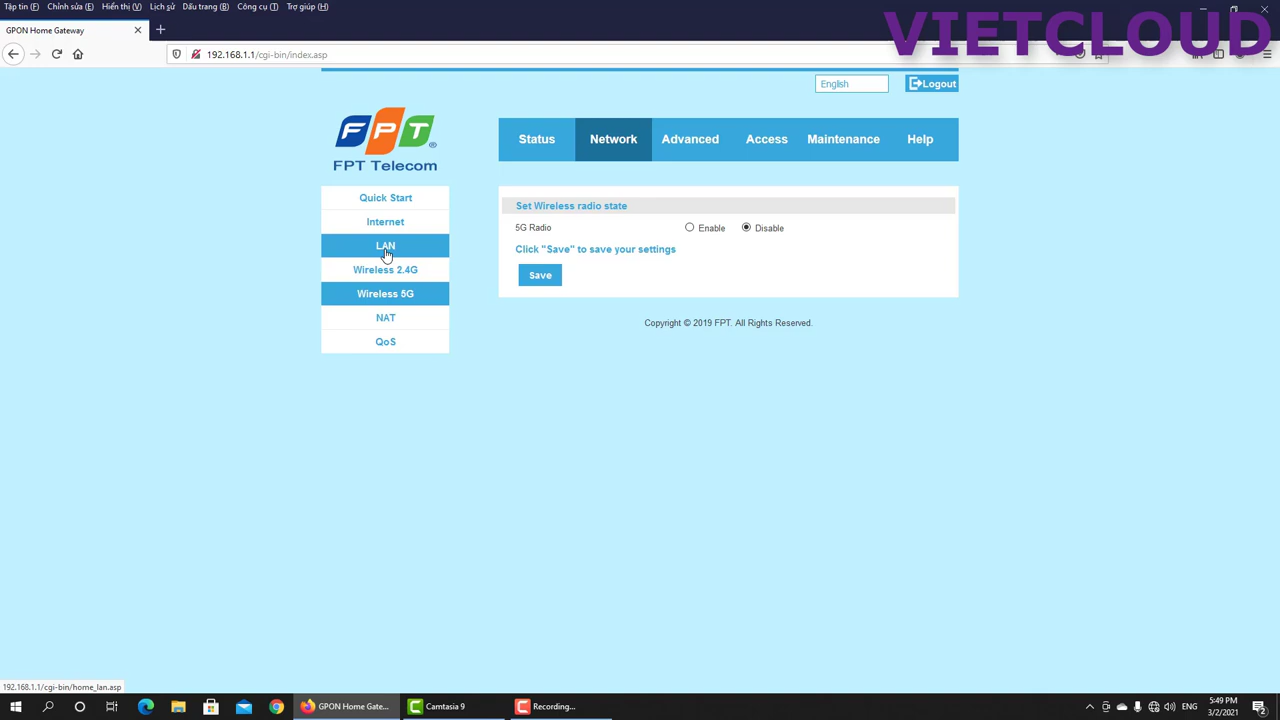 Tập tin (F) Chỉnh sửa (E) Hiển thị (V) Lịch sử Dấu trang (B) Công cụ (T) Trợ giúp (H)
GPON Home Gateway
VIETCLOUD
192.168.1.1/cgi-bin/index.asp
English
Logout
FPT
FPT Telecom
Status Network Advanced Access Maintenance Help
Quick Start
Internet
LAN
Wireless 2.4G
Wireless 5G
NAT
QoS
Set Wireless radio state
5G Radio Enable Disable
Click "Save" to save your settings
Save
Copyright © 2019 FPT. All Rights Reserved.
192.168.1.1/cgi-bin/home_lan.asp
GPON Home Gate...
Camtasia 9
Recording...
ENG
5:49 PM
3/2/2021
2